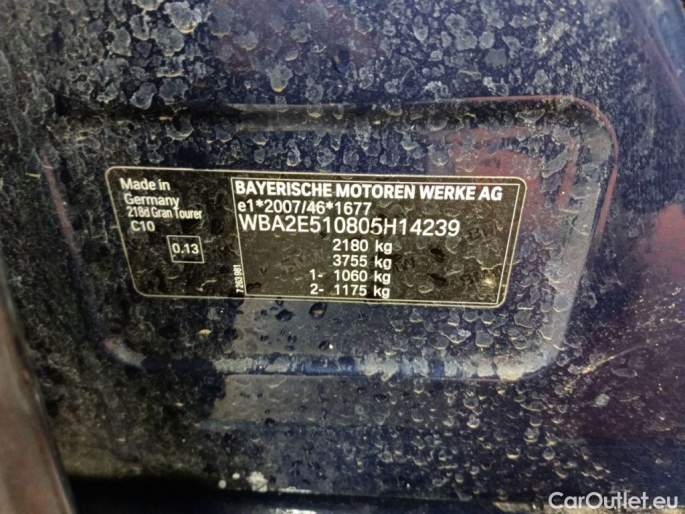 Made in
Germany
218d Gran Tourer
C10
0.13
BAYERISCHE MOTOREN WERKE AG
e1*2007/46*1677
WBA2E510805H14239
2180 kg
3755 kg
1- 1060 kg
2- 1175 kg
7283981
CarOutlet.eu